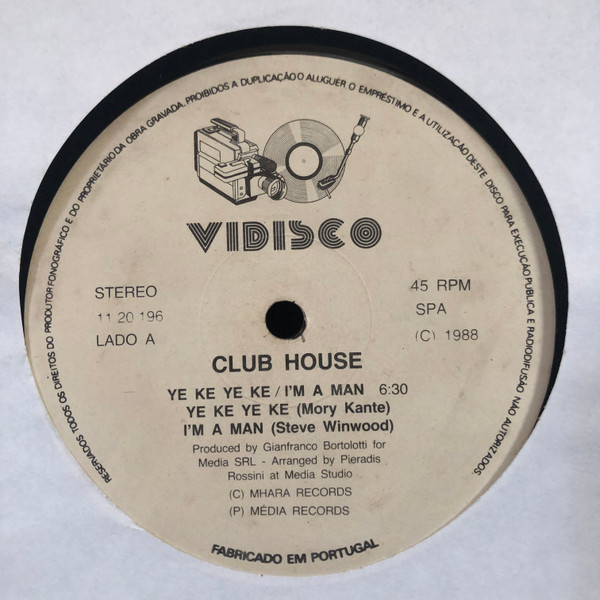 RESERVADOS TODOS OS DIREITOS DO PRODUTOR FONOGRÁFICO E DO PROPRIETÁRIO DA OBRA GRAVADA. PROIBIDOS A DUPLICAÇÃO O ALUGUER O EMPRÉSTIMO E A UTILIZAÇÃO DESTE DISCO PARA EXECUÇÃO PUBLICA E RADIODIFUSÃO NÃO AUTORIZADOS
VIDISCO
STEREO
11 20 196
LADO A
45 RPM
SPA
(C) 1988
CLUB HOUSE
YE KE YE KE / I'M A MAN 6:30
YE KE YE KE (Mory Kante)
I'M A MAN (Steve Winwood)
Produced by Gianfranco Bortolotti for
Media SRL - Arranged by Pieradis
Rossini at Media Studio
(C) MHARA RECORDS
(P) MÉDIA RECORDS
FABRICADO EM PORTUGAL